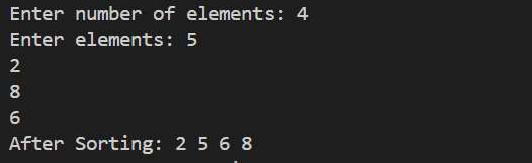 Enter number of elements: 4
Enter elements: 5
2
8
6
After Sorting: 2 5 6 8